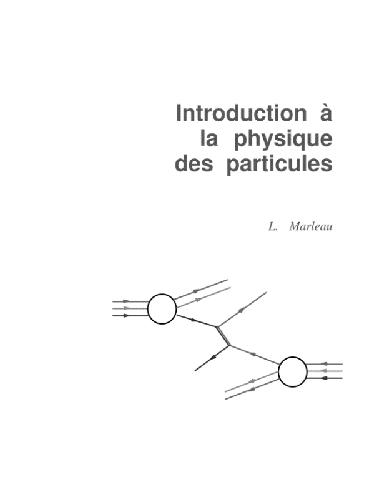 Introduction à
la physique
des particules
L. Marleau